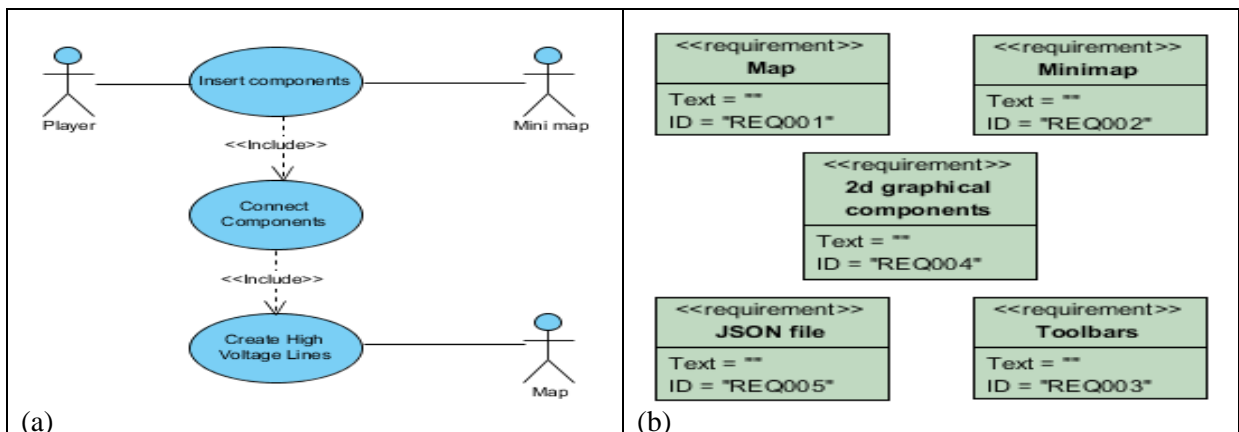 Insert components
Player
Mini map
<<Include>>
Connect
Components
<<Include>>
Create High
Voltage Lines
Map
(a)
<<requirement>>
Map
Text = ""
ID = "REQ001"
<<requirement>>
Minimap
Text = ""
ID = "REQ002"
<<requirement>>
2d graphical
components
Text = ""
ID = "REQ004"
<<requirement>>
JSON file
Text = ""
ID = "REQ005"
<<requirement>>
Toolbars
Text = ""
ID = "REQ003"
(b)